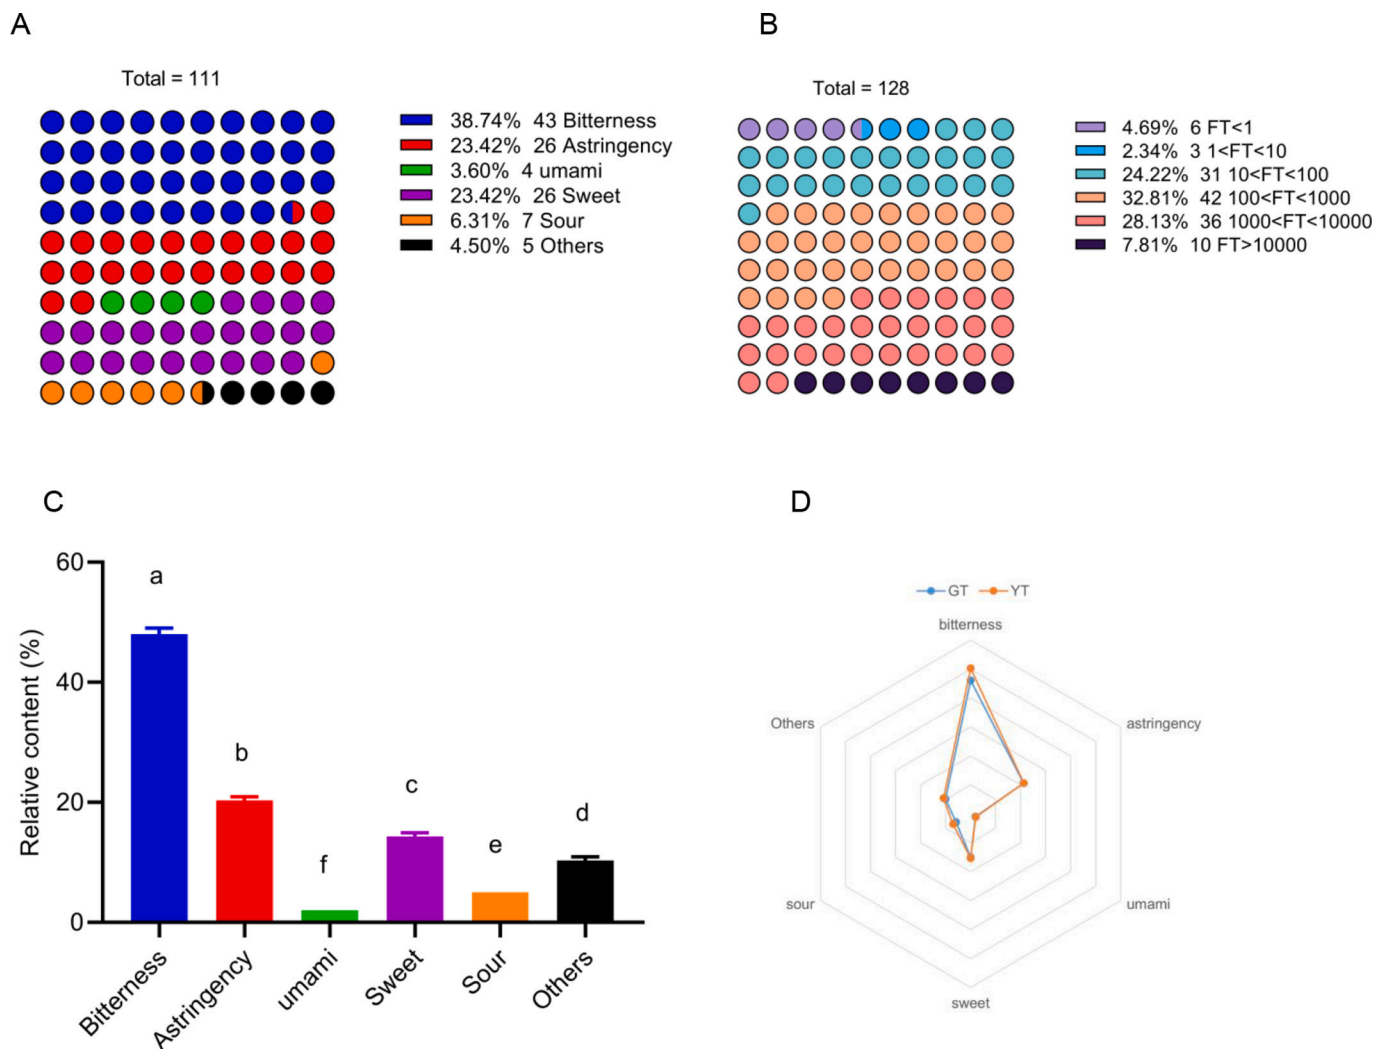 A
Total = 111
38.74% 43 Bitterness
23.42% 26 Astringency
3.60% 4 umami
23.42% 26 Sweet
6.31% 7 Sour
4.50% 5 Others
B
Total = 128
4.69% 6 FT<1
2.34% 3 1<FT<10
24.22% 31 10<FT<100
32.81% 42 100<FT<1000
28.13% 36 1000<FT<10000
7.81% 10 FT>10000
C
Relative content (%)
60
40
20
0
a
b
f
c
e
d
Bitterness
Astringency
umami
Sweet
Sour
Others
D
GT YT
bitterness
astringency
umami
sweet
sour
Others